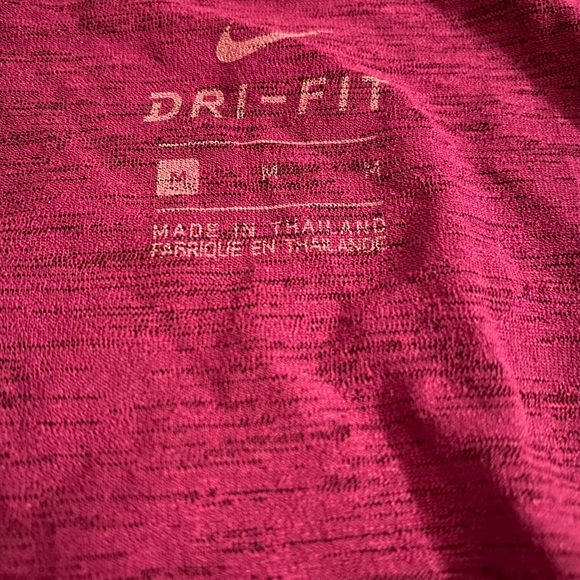 DRI-FIT
M M M
MADE IN THAILAND
FABRIQUE EN THAILANDE